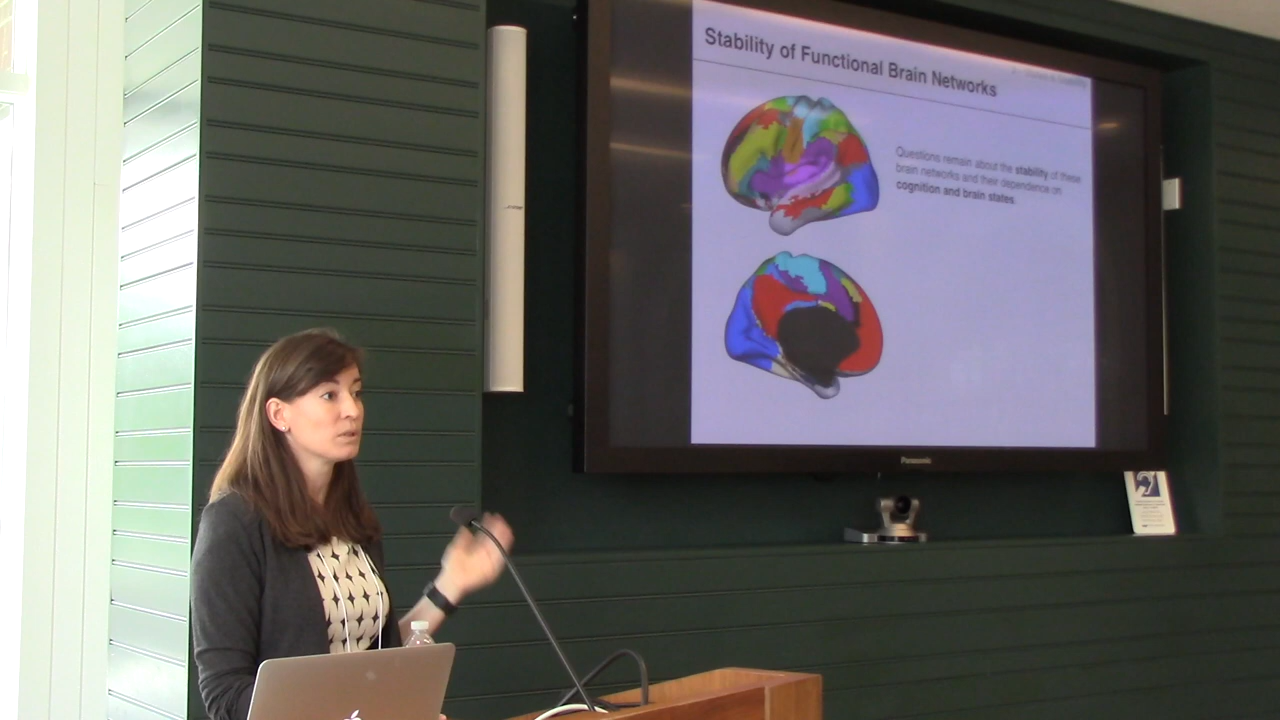 Stability of Functional Brain Networks
Questions remain about the stability of these
brain networks and their dependence on
cognition and brain states.
Panasonic